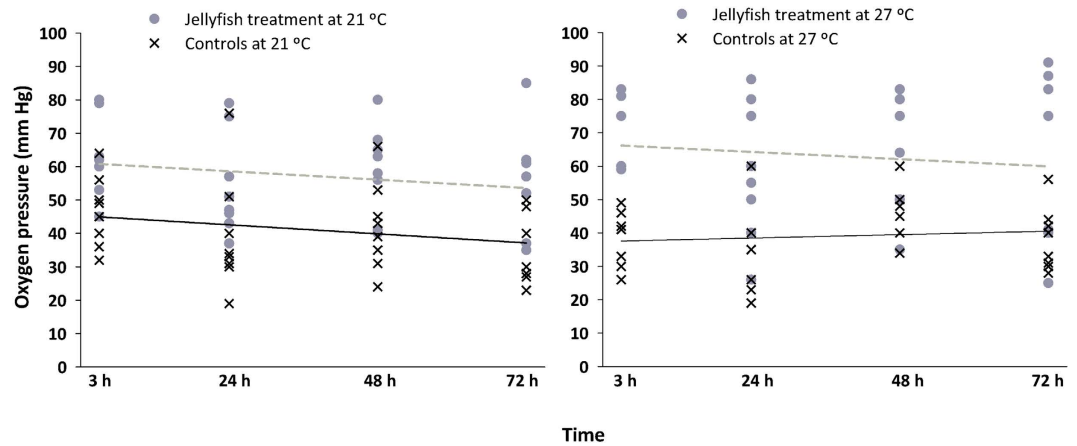 Jellyfish treatment at 21 ºC
Controls at 21 ºC
Oxygen pressure (mm Hg)
100
90
80
70
60
50
40
30
20
10
0
3 h 24 h 48 h 72 h
Jellyfish treatment at 27 ºC
Controls at 27 ºC
100
90
80
70
60
50
40
30
20
10
0
3 h 24 h 48 h 72 h
Time